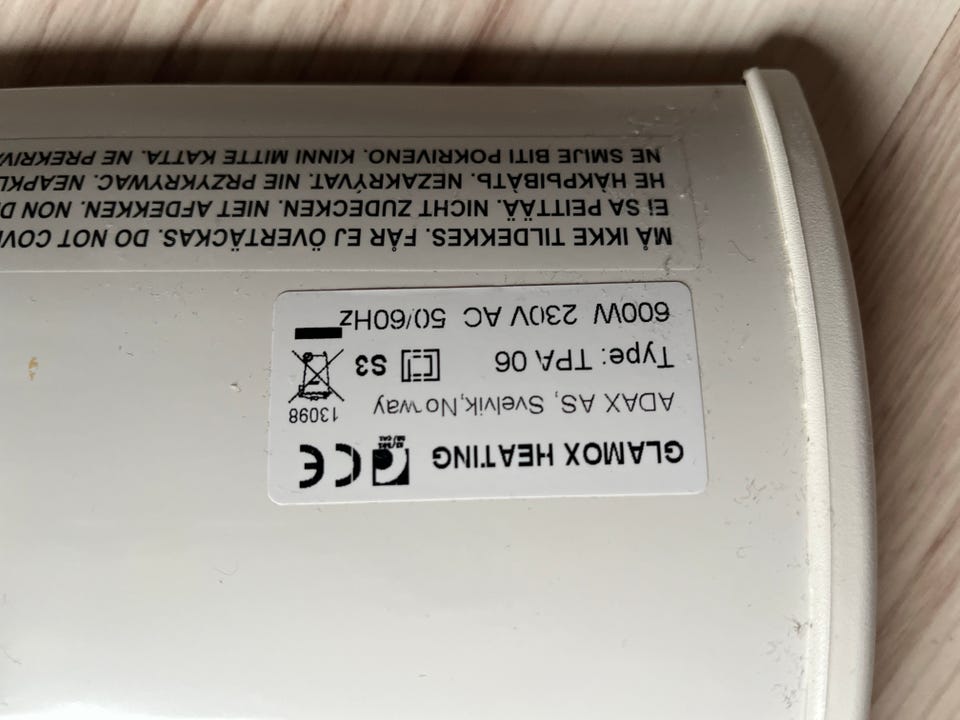 GLAMOX HEATING
ADAX AS, Svelvik,Norway 13098
Type: TPA 06 S3
600W 230V AC 50/60Hz
MÅ IKKE TILDEKKES. FÅR EJ ÖVERTÄCKAS. DO NOT
EI SA PEITTÄÄ. NICHT ZUDECKEN. NIET AFDEKKEN. NON
НЕ НАКРЫВАТЬ. NEZAKRÝVAT. NIE PRZYKRYWAĆ.
NE SMIJE BITI POKRIVENO. KINNI MITTE KATTA. NE